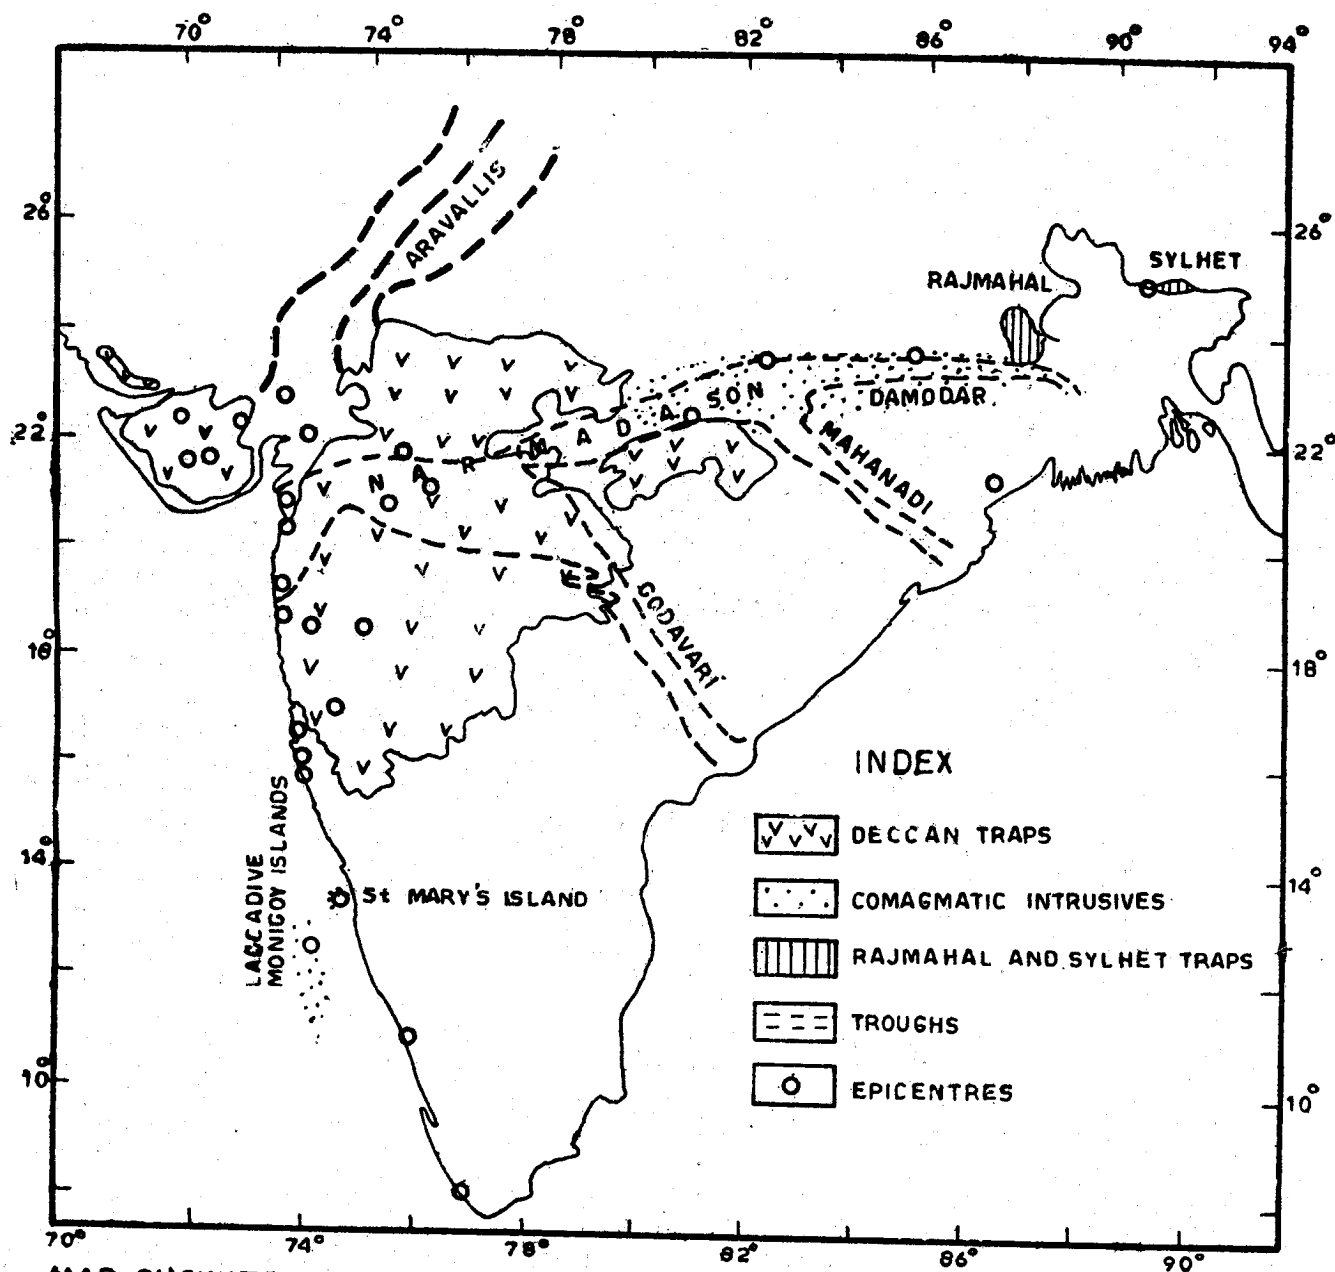 70° 74° 78° 82° 86° 90° 94°
26° 26°
ARAVALLIS
SYLHET
RAJMAHAL
SON
DAMODAR
22° 22°
NARMADA
MAHANADI
GODAVARI
18° 18°
INDEX
DECCAN TRAPS
14° 14°
LACCADIVE
MONIGOY ISLANDS
St MARY'S ISLAND
COMAGMATIC INTRUSIVES
RAJMAHAL AND SYLHET TRAPS
TROUGHS
10° 10°
EPICENTRES
70° 74° 78° 82° 86° 90°